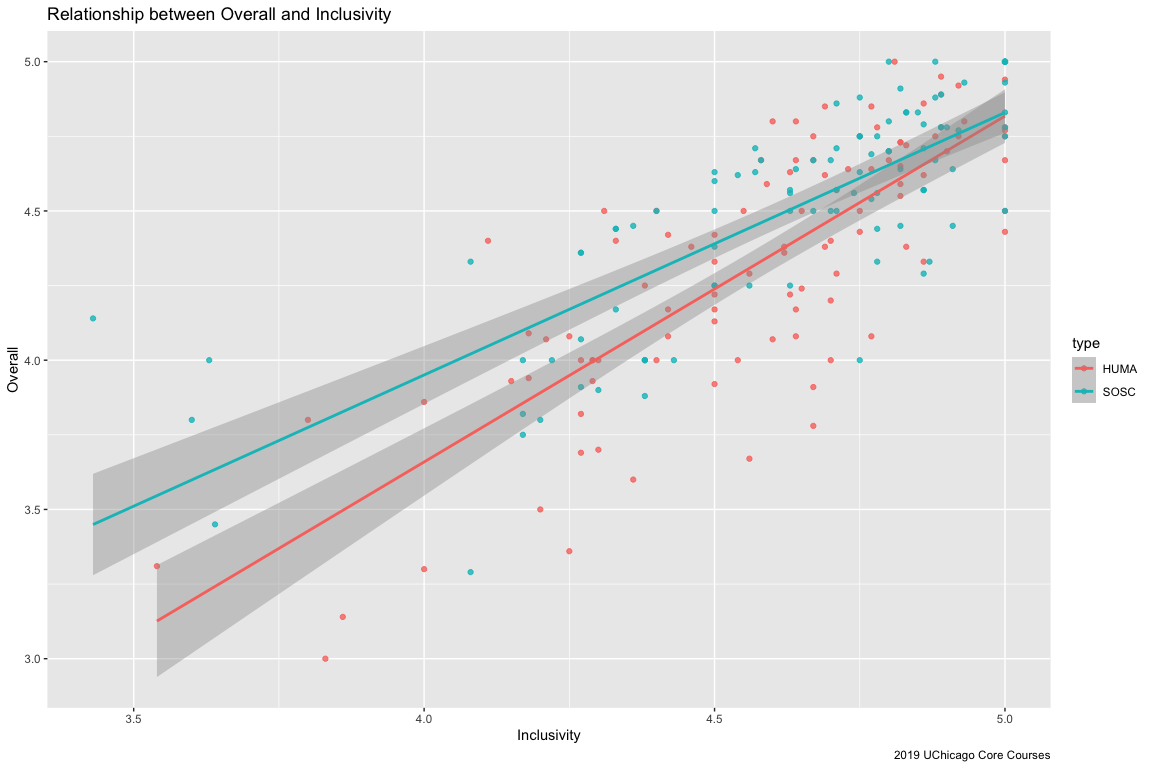 Relationship between Overall and Inclusivity
5.0
4.5
4.0
3.5
3.0
Overall
3.5 4.0 4.5 5.0
Inclusivity
type
HUMA
SOSC
2019 UChicago Core Courses